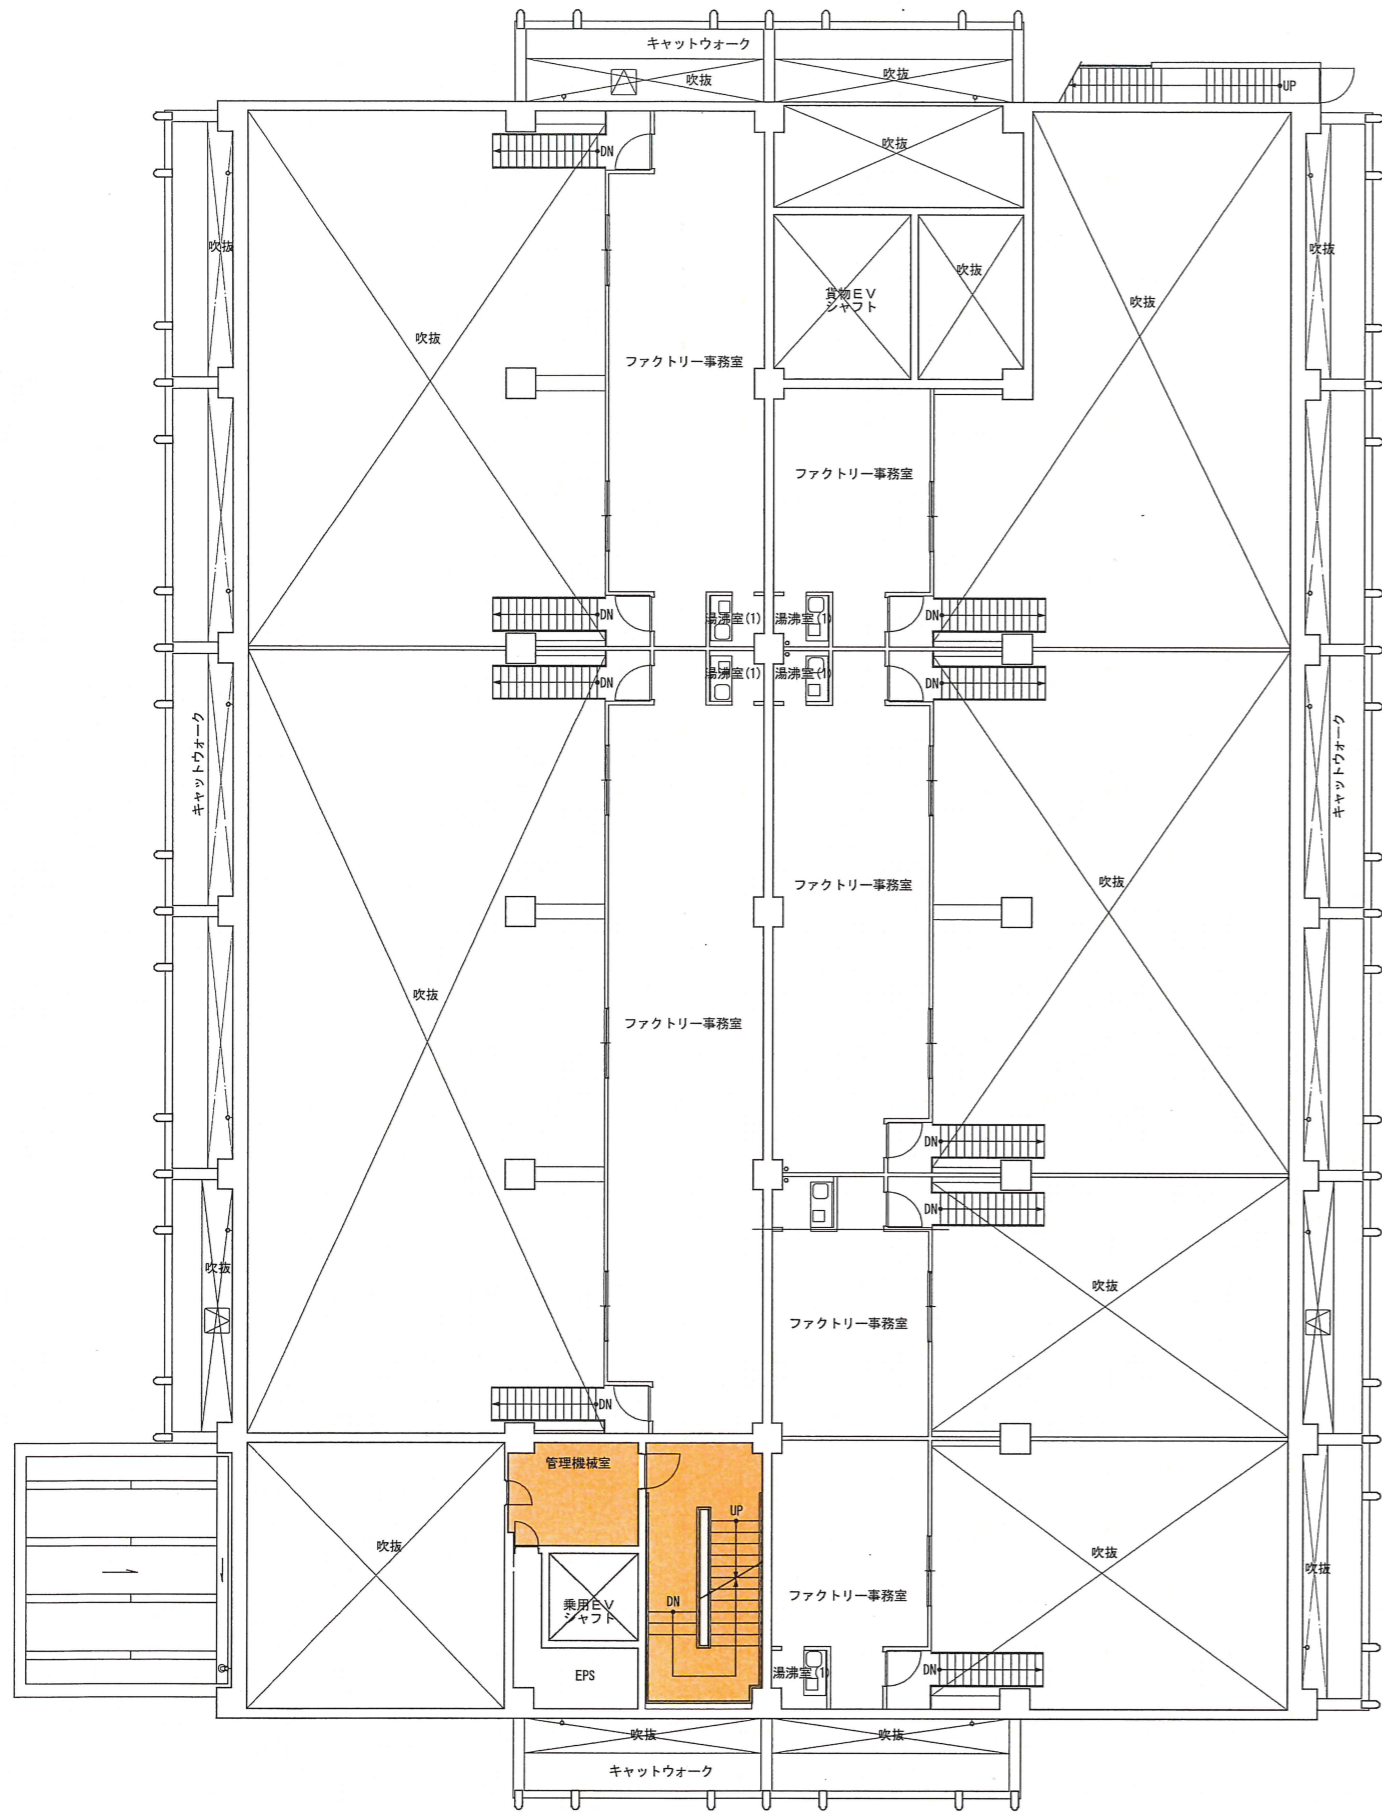 キャットウォーク
吹抜
吹抜
UP
吹抜
DN
吹抜
吹抜
吹抜
貨物EV
シャフト
吹抜
吹抜
ファクトリー事務室
ファクトリー事務室
DN
湯沸室(1)
湯沸室(1)
DN
DN
湯沸室(1)
湯沸室(1)
DN
キャットウォーク
キャットウォーク
ファクトリー事務室
吹抜
吹抜
ファクトリー事務室
DN
DN
吹抜
吹抜
ファクトリー事務室
DN
管理機械室
UP
吹抜
吹抜
吹抜
乗用EV
シャフト
DN
ファクトリー事務室
EPS
湯沸室(1)
DN
吹抜
吹抜
キャットウォーク